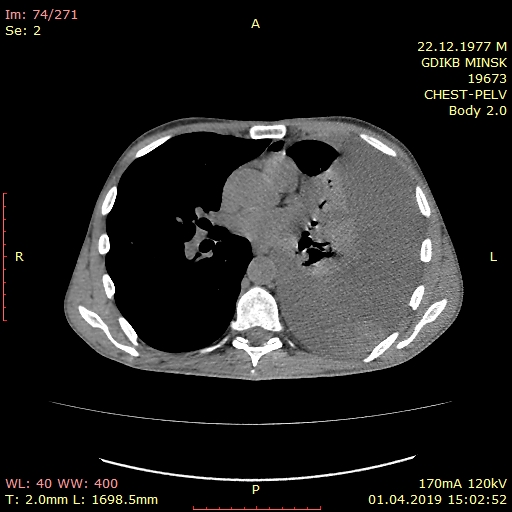 Im: 74/271
Se: 2
A
22.12.1977 M
GDIKB MINSK
19673
CHEST-PELV
Body 2.0
R
L
WL: 40 WW: 400
T: 2.0mm L: 1698.5mm
P
170mA 120kV
01.04.2019 15:02:52